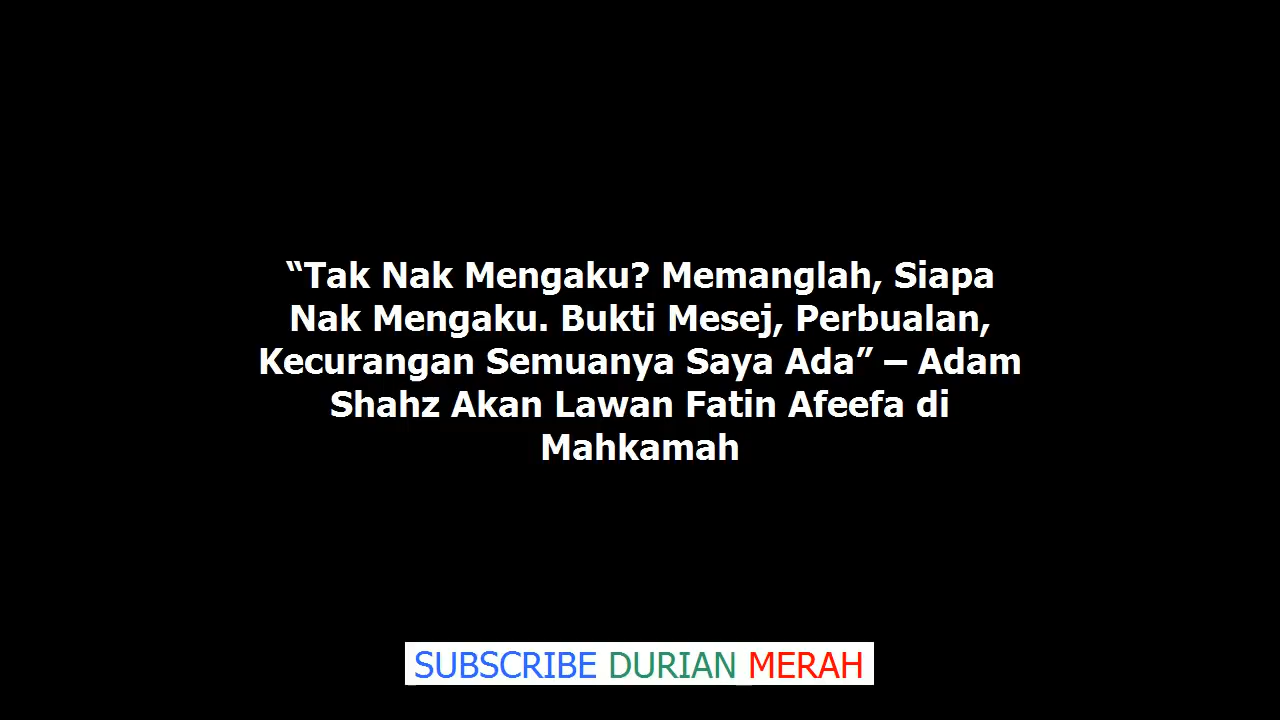 “Tak Nak Mengaku? Memanglah, Siapa
Nak Mengaku. Bukti Mesej, Perbualan,
Kecurangan Semuanya Saya Ada” – Adam
Shahz Akan Lawan Fatin Afeefa di
Mahkamah
SUBSCRIBE DURIAN MERAH